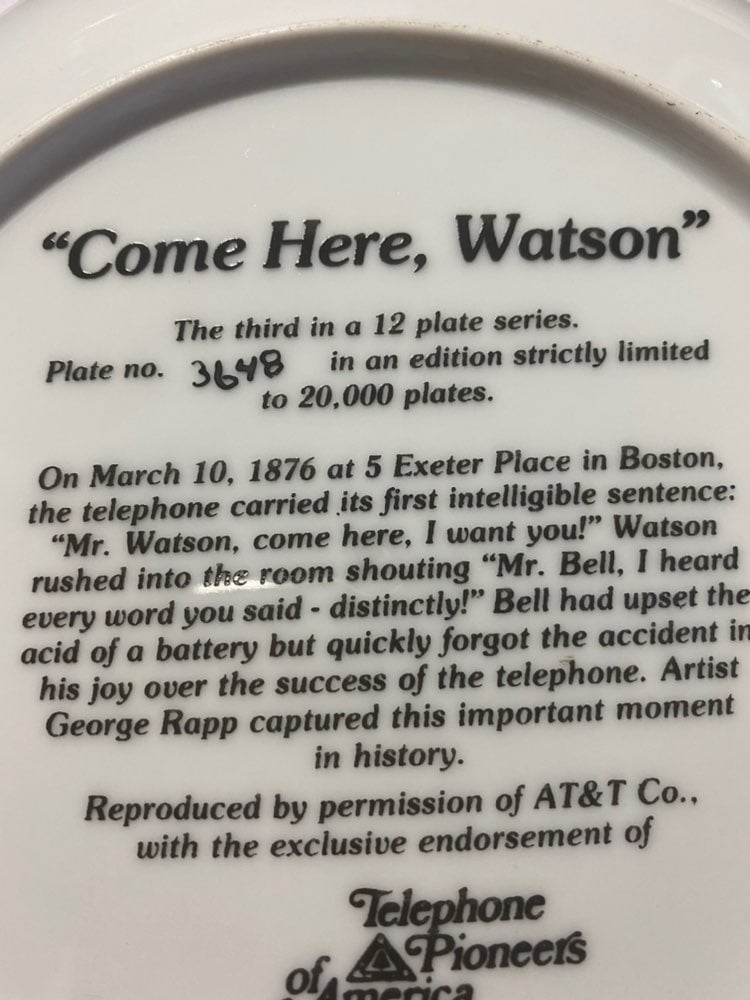 “Come Here, Watson”
The third in a 12 plate series.
Plate no. 3648 in an edition strictly limited
to 20,000 plates.
On March 10, 1876 at 5 Exeter Place in Boston,
the telephone carried its first intelligible sentence:
“Mr. Watson, come here, I want you!” Watson
rushed into the room shouting “Mr. Bell, I heard
every word you said - distinctly!” Bell had upset the
acid of a battery but quickly forgot the accident in
his joy over the success of the telephone. Artist
George Rapp captured this important moment
in history.
Reproduced by permission of AT&T Co.,
with the exclusive endorsement of
Telephone
Pioneers
of America